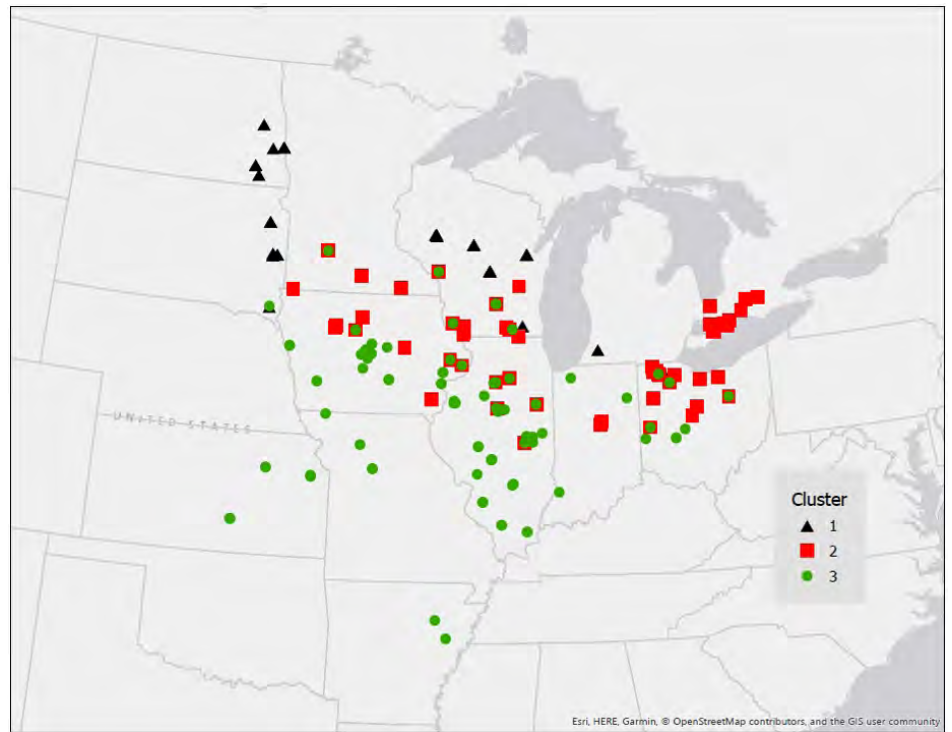 UNITED STATES
Cluster
1
2
3
Esri, HERE, Garmin, © OpenStreetMap contributors, and the GIS user community